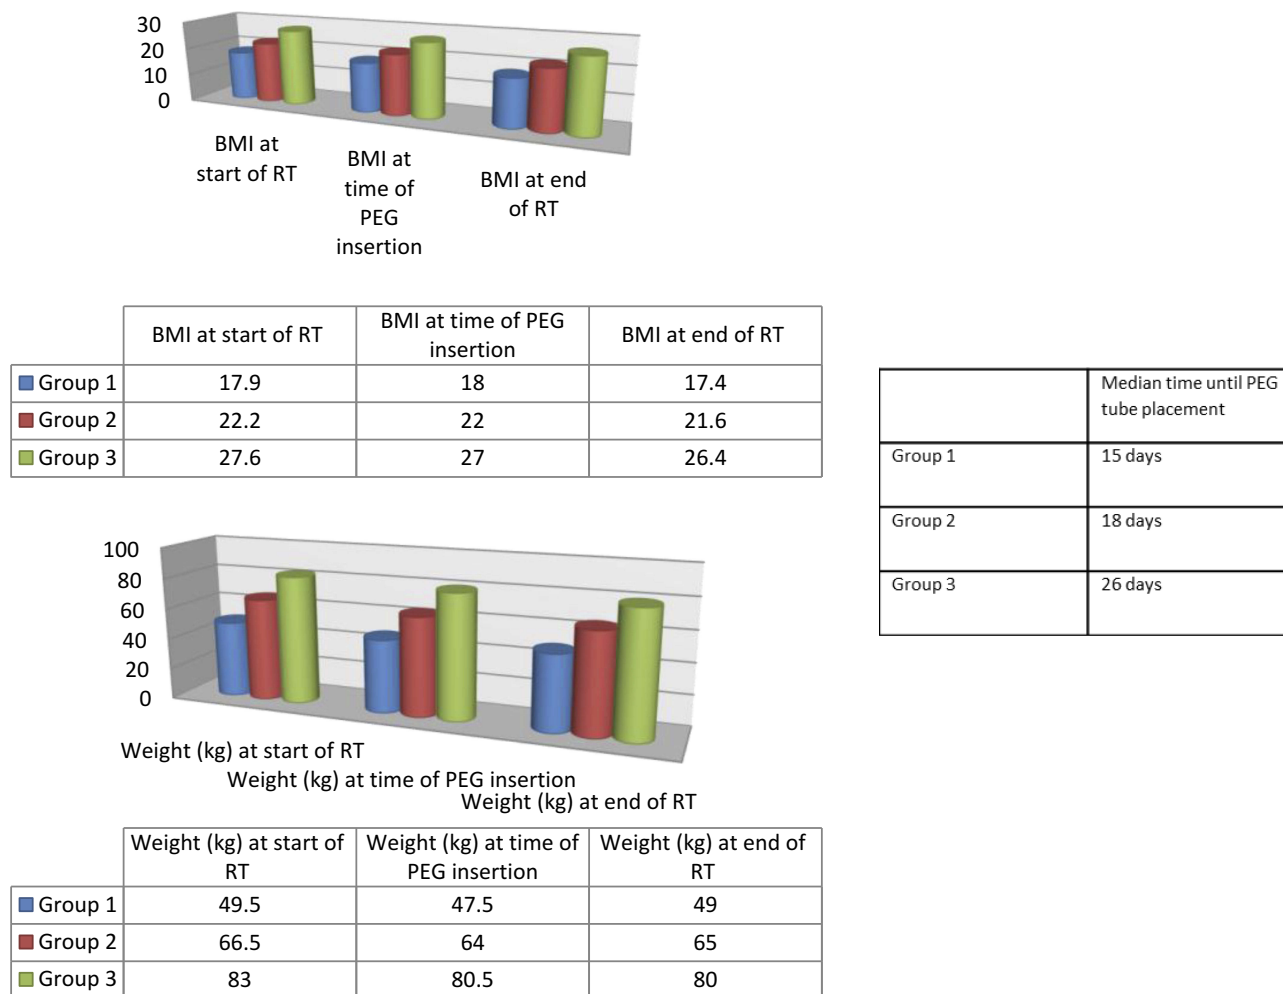 30
20
10
0
BMI at
start of RT
BMI at
time of
PEG
insertion
BMI at end
of RT
BMI at start of RT
BMI at time of PEG
insertion
BMI at end of RT
Group 1 17.9 18 17.4
Group 2 22.2 22 21.6
Group 3 27.6 27 26.4
Median time until PEG
tube placement
Group 1 15 days
Group 2 18 days
Group 3 26 days
100
80
60
40
20
0
Weight (kg) at start of RT
Weight (kg) at time of PEG insertion
Weight (kg) at end of RT
Weight (kg) at start of
RT
Weight (kg) at time of
PEG insertion
Weight (kg) at end of
RT
Group 1 49.5 47.5 49
Group 2 66.5 64 65
Group 3 83 80.5 80